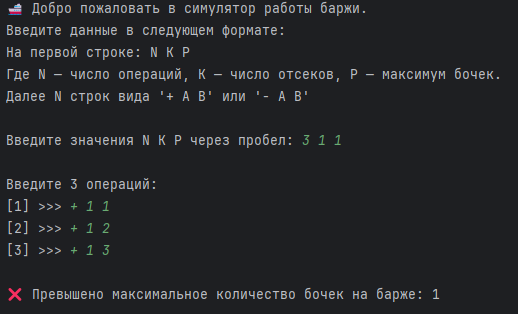 🚢 Добро пожаловать в симулятор работы баржи.
Введите данные в следующем формате:
На первой строке: N K P
Где N — число операций, K — число отсеков, P — максимум бочек.
Далее N строк вида '+ A B' или '- A B'
Введите значения N K P через пробел: 3 1 1
Введите 3 операций:
[1] >>> + 1 1
[2] >>> + 1 2
[3] >>> + 1 3
❌ Превышено максимальное количество бочек на барже: 1